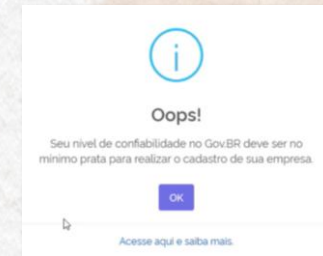 Oops!
Seu nível de confiabilidade no Gov.BR deve ser no
mínimo prata para realizar o cadastro de sua empresa.
OK
Acesse aqui e saiba mais.